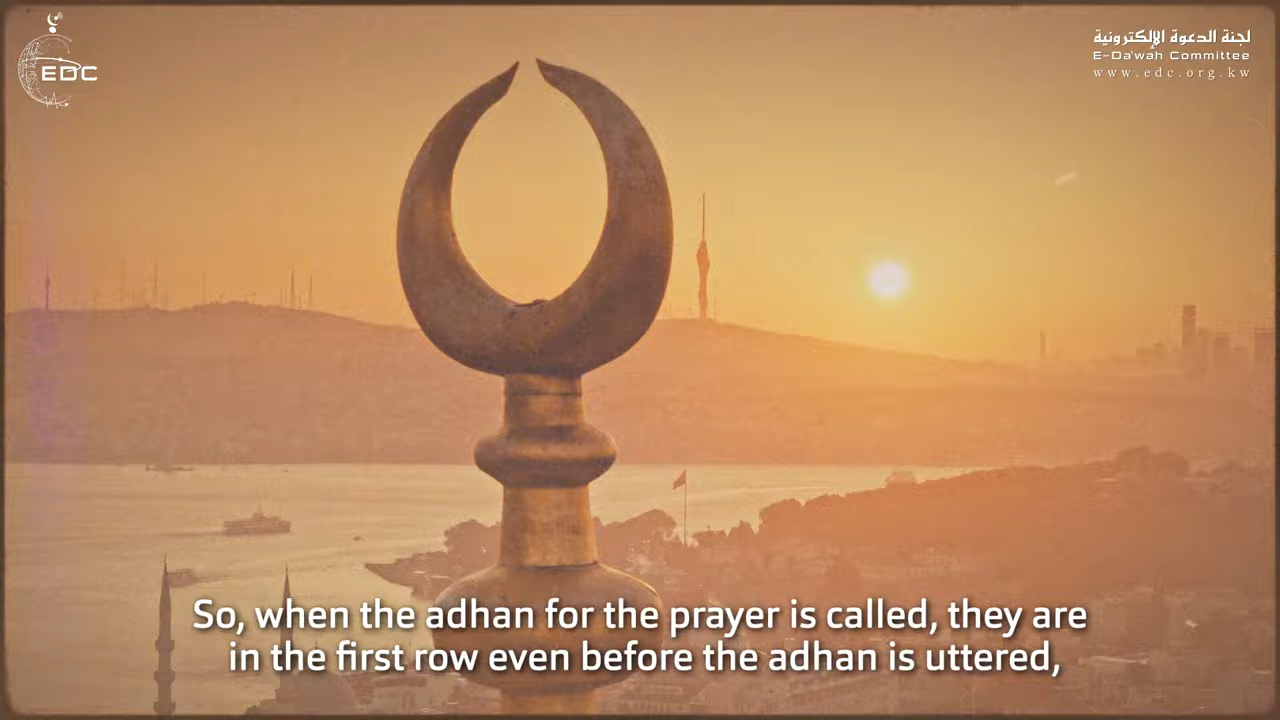 EDC
لجنة الدعوة الإلكترونية
E-Da'wah Committee
www.edc.org.kw
So, when the adhan for the prayer is called, they are
in the first row even before the adhan is uttered,